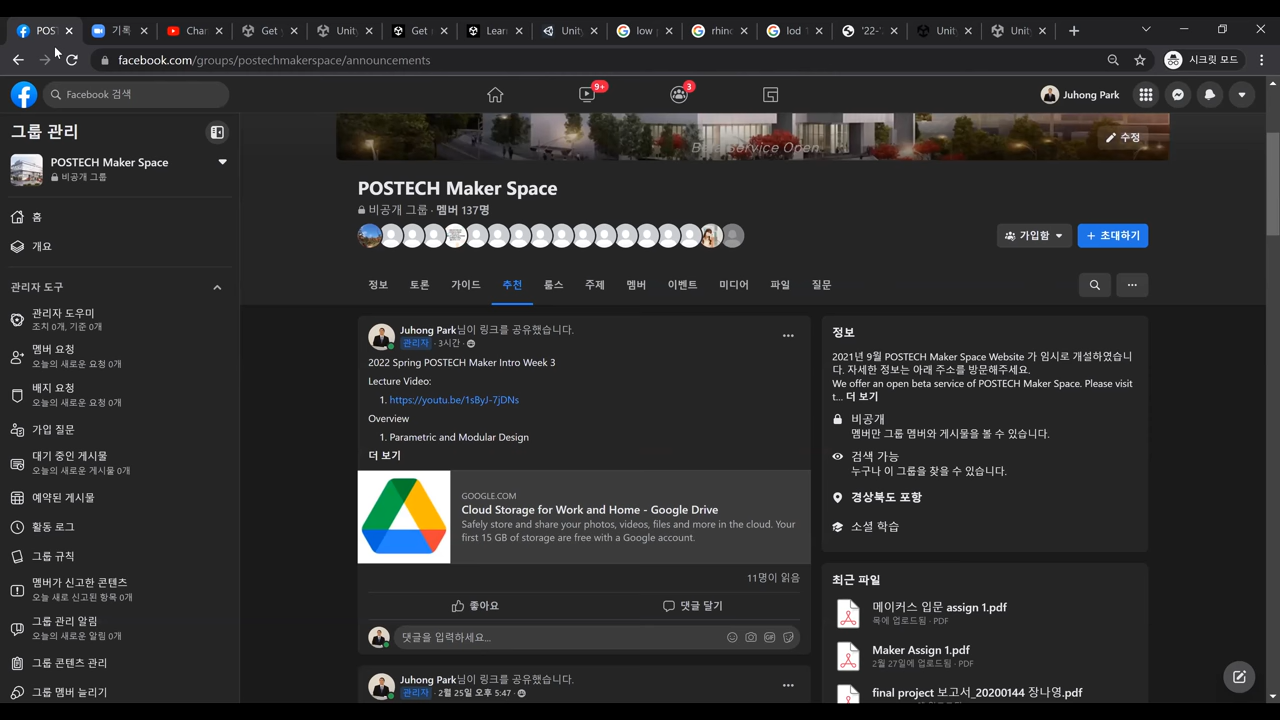 POST
기록
Chan
Get y
Unity
Get
Learn
Unity
low p
rhino
lod 1
'22-
Unity
Unity
facebook.com/groups/postechmakerspace/announcements
시크릿 모드
Facebook 검색
9+
3
Juhong Park
그룹 관리
POSTECH Maker Space
비공개 그룹
홈
개요
관리자 도구
관리자 도우미
조치 0개, 기준 0개
멤버 요청
오늘의 새로운 요청 0개
배지 요청
오늘의 새로운 요청 0개
가입 질문
대기 중인 게시물
오늘의 새로운 게시물 0개
예약된 게시물
활동 로그
그룹 규칙
멤버가 신고한 콘텐츠
오늘 새로 신고된 항목 0개
그룹 관리 알림
오늘의 새로운 알림 0개
그룹 콘텐츠 관리
그룹 멤버 늘리기
Beta Service Open
수정
POSTECH Maker Space
비공개 그룹 · 멤버 137명
가입함
+ 초대하기
정보 토론 가이드 추천 룸스 주제 멤버 이벤트 미디어 파일 질문
Juhong Park님이 링크를 공유했습니다.
관리자 · 3시간 ·
2022 Spring POSTECH Maker Intro Week 3
Lecture Video:
1. https://youtu.be/1sByJ-7jDNs
Overview
1. Parametric and Modular Design
더 보기
GOOGLE.COM
Cloud Storage for Work and Home - Google Drive
Safely store and share your photos, videos, files and more in the cloud. Your
first 15 GB of storage are free with a Google account.
11명이 읽음
좋아요
댓글 달기
댓글을 입력하세요...
GIF
Juhong Park님이 링크를 공유했습니다.
관리자 · 2월 25일 오후 5:47 ·
정보
2021년 9월 POSTECH Maker Space Website 가 임시로 개설하였습니
다. 자세한 정보는 아래 주소를 방문해주세요.
We offer an open beta service of POSTECH Maker Space. Please visit
t... 더 보기
비공개
멤버만 그룹 멤버와 게시물을 볼 수 있습니다.
검색 가능
누구나 이 그룹을 찾을 수 있습니다.
경상북도 포항
소셜 학습
최근 파일
메이커스 입문 assign 1.pdf
목에 업로드됨 · PDF
Maker Assign 1.pdf
2월 27일에 업로드됨 · PDF
final project 보고서_20200144 장나영.pdf